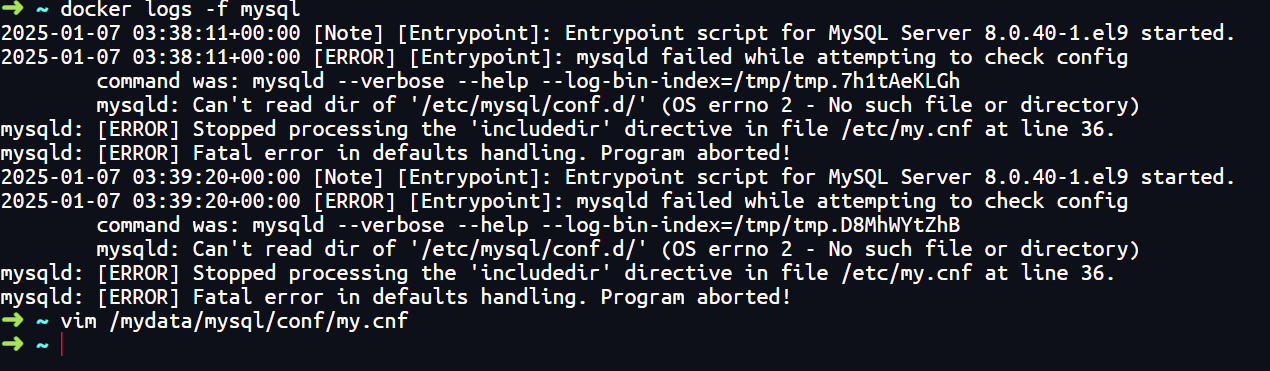 ➜ ~ docker logs -f mysql
2025-01-07 03:38:11+00:00 [Note] [Entrypoint]: Entrypoint script for MySQL Server 8.0.40-1.el9 started.
2025-01-07 03:38:11+00:00 [ERROR] [Entrypoint]: mysqld failed while attempting to check config
command was: mysqld --verbose --help --log-bin-index=/tmp/tmp.7h1tAeKLGh
mysqld: Can't read dir of '/etc/mysql/conf.d/' (OS errno 2 - No such file or directory)
mysqld: [ERROR] Stopped processing the 'includedir' directive in file /etc/my.cnf at line 36.
mysqld: [ERROR] Fatal error in defaults handling. Program aborted!
2025-01-07 03:39:20+00:00 [Note] [Entrypoint]: Entrypoint script for MySQL Server 8.0.40-1.el9 started.
2025-01-07 03:39:20+00:00 [ERROR] [Entrypoint]: mysqld failed while attempting to check config
command was: mysqld --verbose --help --log-bin-index=/tmp/tmp.D8MhWYtZhB
mysqld: Can't read dir of '/etc/mysql/conf.d/' (OS errno 2 - No such file or directory)
mysqld: [ERROR] Stopped processing the 'includedir' directive in file /etc/my.cnf at line 36.
mysqld: [ERROR] Fatal error in defaults handling. Program aborted!
➜ ~ vim /mydata/mysql/conf/my.cnf
➜ ~